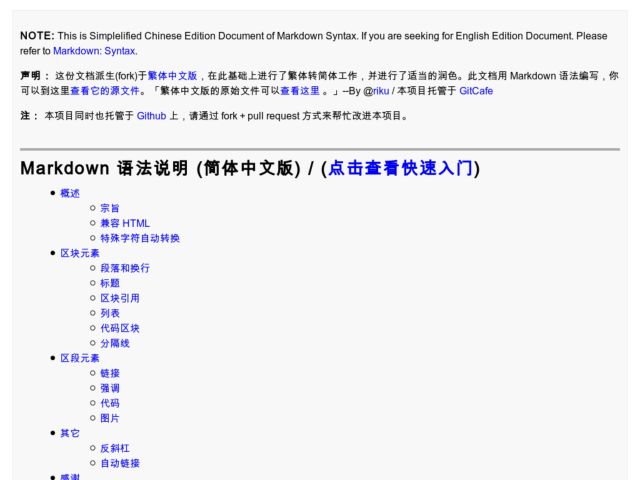 NOTE: This is Simplelified Chinese Edition Document of Markdown Syntax. If you are seeking for English Edition Document. Please
refer to Markdown: Syntax.
声明： 这份文档派生(fork)于繁体中文版，在此基础上进行了繁体转简体工作，并进行了适当的润色。此文档用 Markdown 语法编写，你
可以到这里查看它的源文件。「繁体中文版的原始文件可以查看这里 。」--By @riku / 本项目托管于 GitCafe
注： 本项目同时也托管于 Github 上，请通过 fork + pull request 方式来帮忙改进本项目。
Markdown 语法说明 (简体中文版) / (点击查看快速入门)
概述
宗旨
兼容 HTML
特殊字符自动转换
区块元素
段落和换行
标题
区块引用
列表
代码区块
分隔线
区段元素
链接
强调
代码
图片
其它
反斜杠
自动链接
感谢